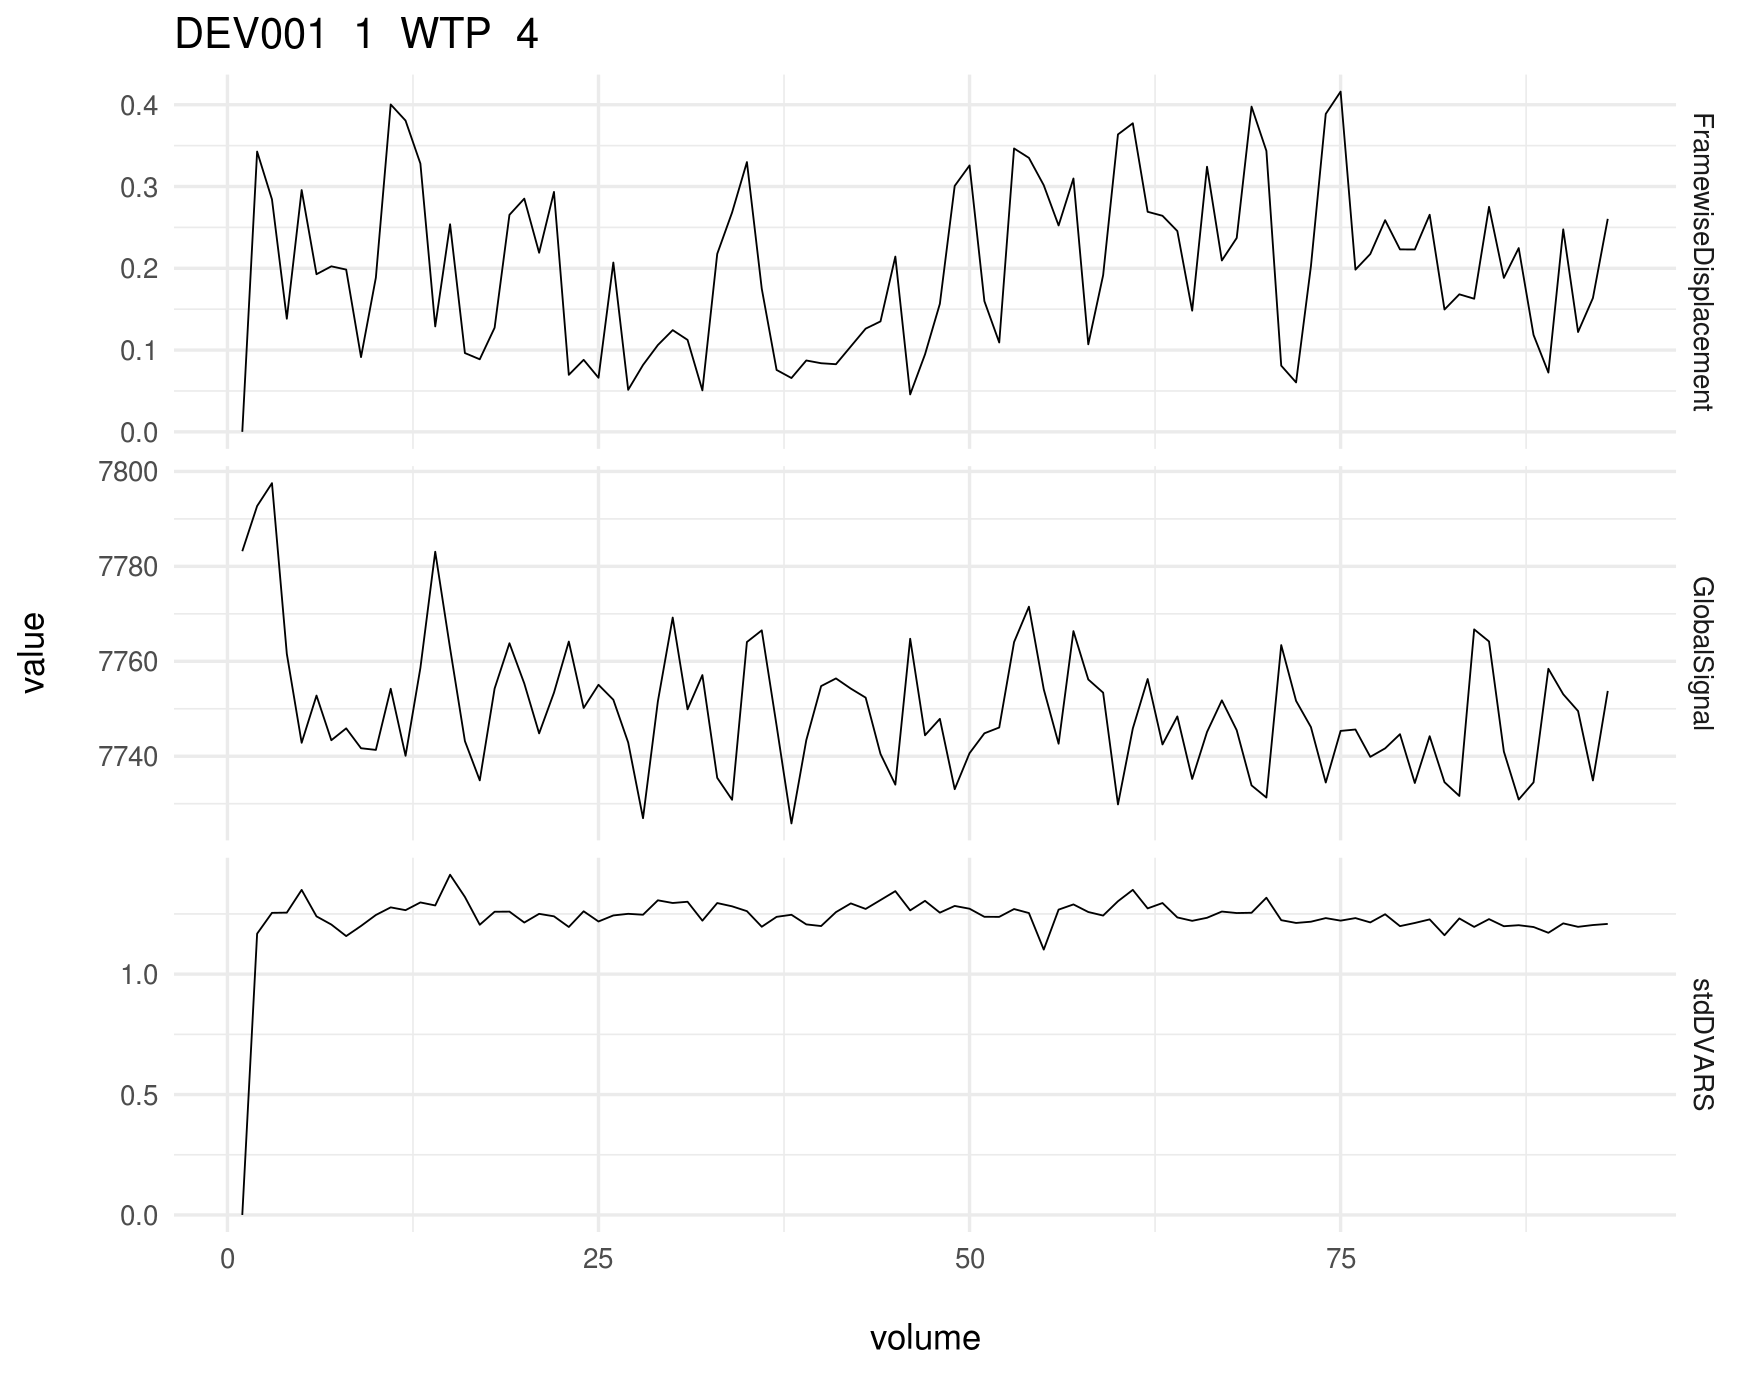 DEV001  1  WTP  4
0.4
0.3
0.2
0.1
0.0
FramewiseDisplacement
7800
7780
7760
7740
GlobalSignal
value
1.0
0.5
0.0
stdDVARS
0 25 50 75
volume